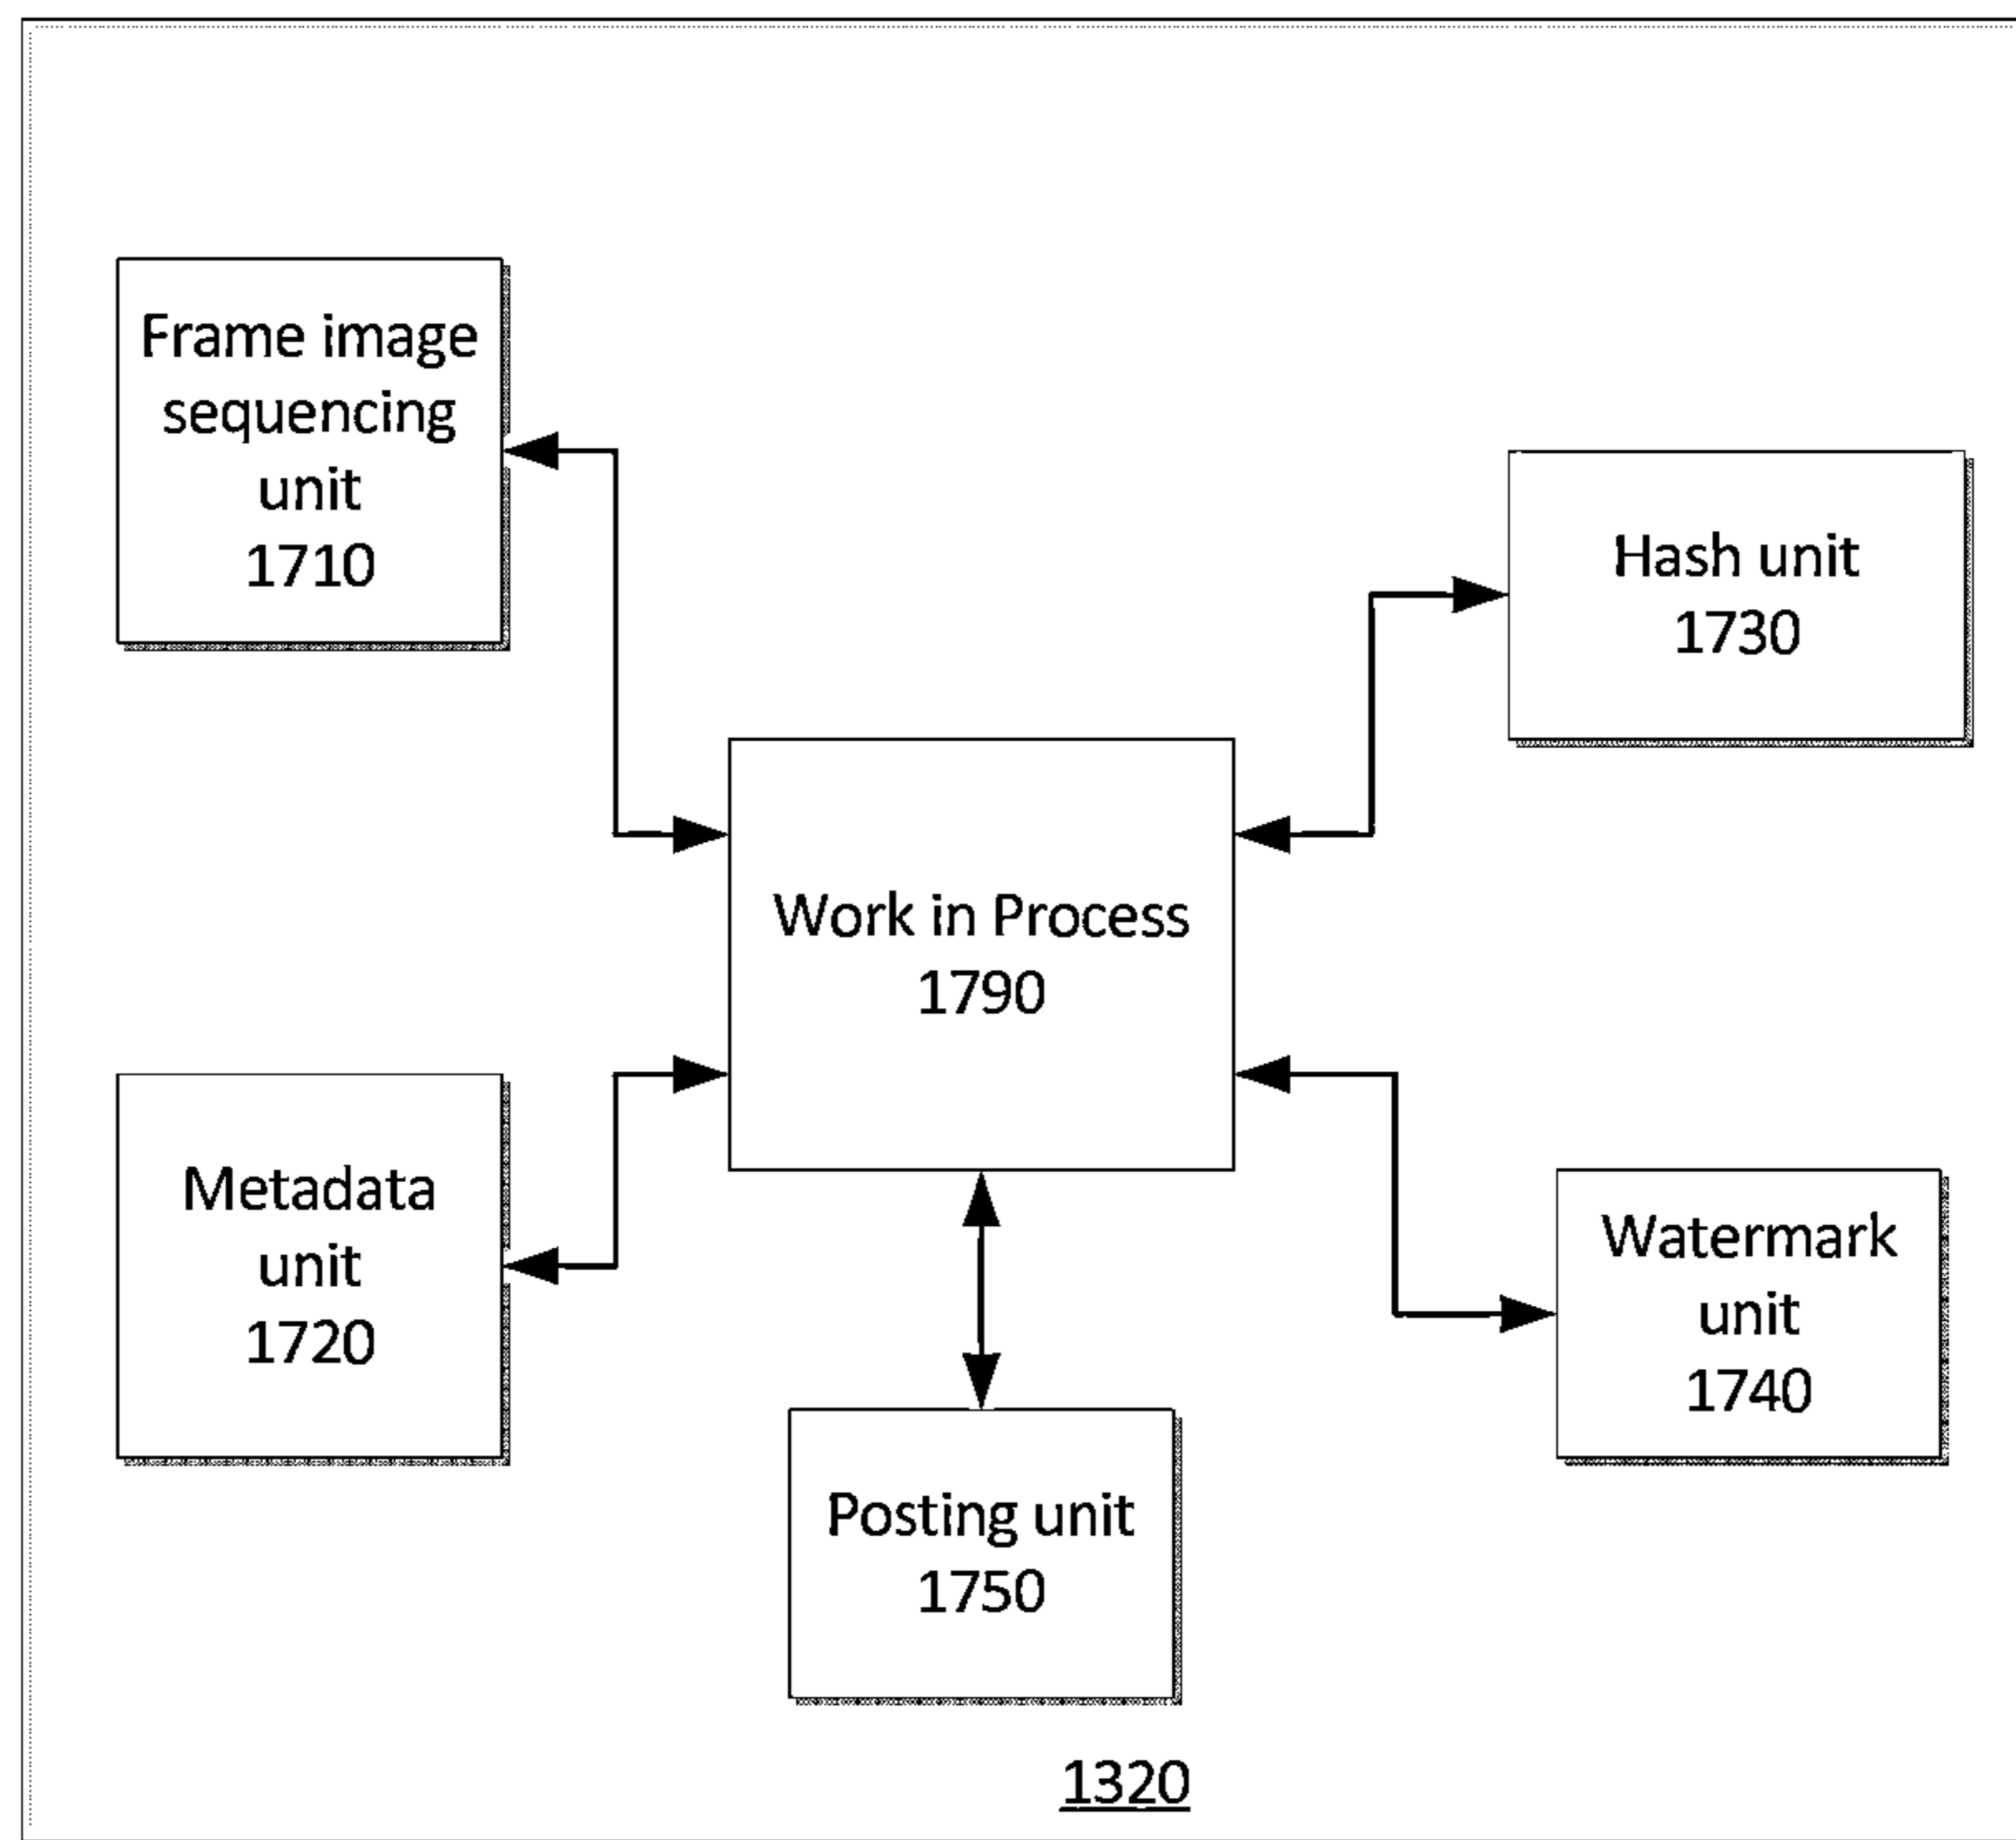 Frame image
sequencing
unit
1710
Hash unit
1730
Work in Process
1790
Metadata
unit
1720
Watermark
unit
1740
Posting unit
1750
1320